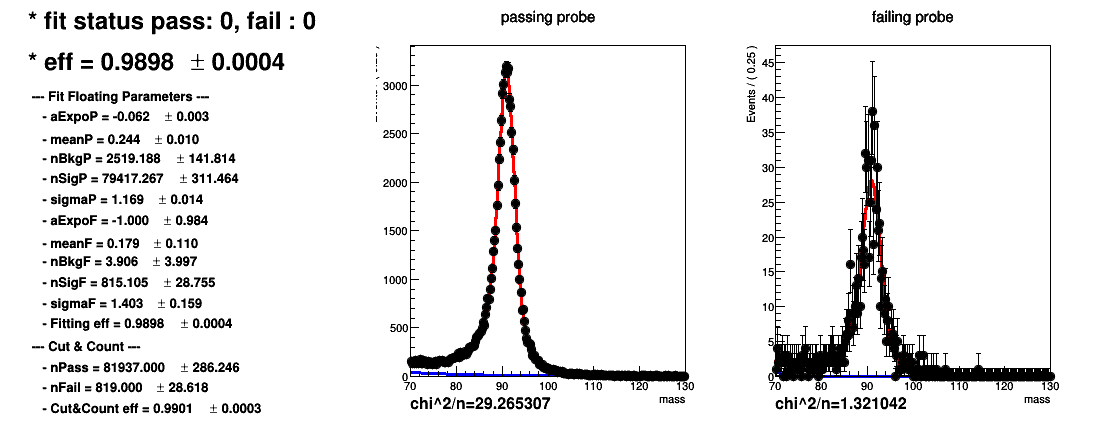 * fit status pass: 0, fail : 0
* eff = 0.9898 ± 0.0004
--- Fit Floating Parameters ---
- aExpoP = -0.062 ± 0.003
- meanP = 0.244 ± 0.010
- nBkgP = 2519.188 ± 141.814
- nSigP = 79417.267 ± 311.464
- sigmaP = 1.169 ± 0.014
- aExpoF = -1.000 ± 0.984
- meanF = 0.179 ± 0.110
- nBkgF = 3.906 ± 3.997
- nSigF = 815.105 ± 28.755
- sigmaF = 1.403 ± 0.159
- Fitting eff = 0.9898 ± 0.0004
--- Cut & Count ---
- nPass = 81937.000 ± 286.246
- nFail = 819.000 ± 28.618
- Cut&Count eff = 0.9901 ± 0.0003
passing probe
3000
2500
2000
1500
1000
500
0
70 80 90 100 110 120 130
mass
chi^2/n=29.265307
failing probe
Events / ( 0.25 )
45
40
35
30
25
20
15
10
5
0
70 80 90 100 110 120 130
mass
chi^2/n=1.321042